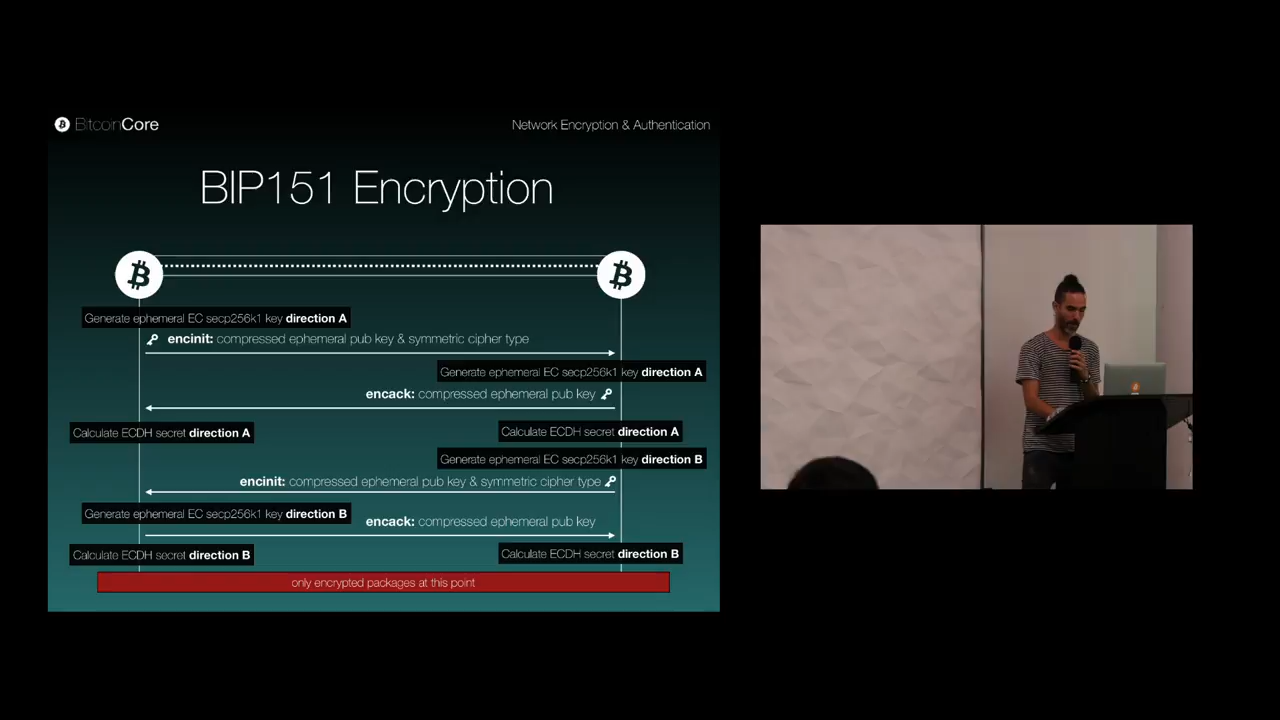 BitcoinCore
Network Encryption & Authentication
BIP151 Encryption
Generate ephemeral EC secp256k1 key direction A
encinit: compressed ephemeral pub key & symmetric cipher type
Generate ephemeral EC secp256k1 key direction A
encack: compressed ephemeral pub key
Calculate ECDH secret direction A
Calculate ECDH secret direction A
Generate ephemeral EC secp256k1 key direction B
encinit: compressed ephemeral pub key & symmetric cipher type
Generate ephemeral EC secp256k1 key direction B
encack: compressed ephemeral pub key
Calculate ECDH secret direction B
Calculate ECDH secret direction B
only encrypted packages at this point